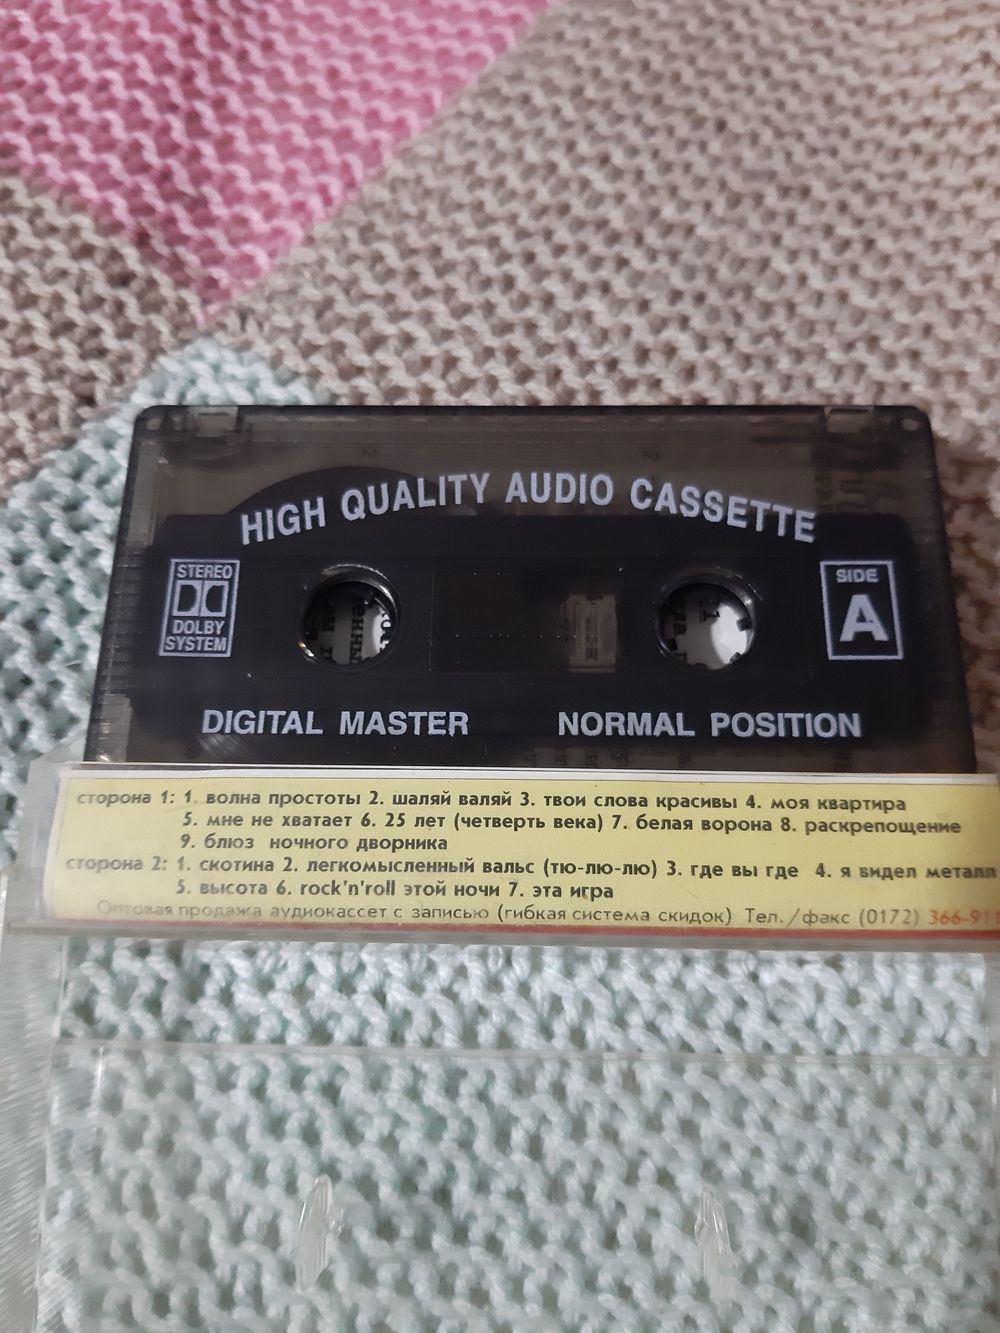 HIGH QUALITY AUDIO CASSETTE
STEREO
DOLBY
SYSTEM
SIDE
A
DIGITAL MASTER NORMAL POSITION
сторона 1: 1. волна простоты 2. шаляй валяй 3. твои слова красивы 4. моя квартира
5. мне не хватает 6. 25 лет (четверть века) 7. белая ворона 8. раскрепощение
9. блюз ночного дворника
сторона 2: 1. скотина 2. легкомысленный вальс (тю-лю-лю) 3. где вы где 4. я видел металл
5. высота 6. rock'n'roll этой ночи 7. эта игра
Оптовая продажа аудиокассет с записью (гибкая система скидок) Тел./факс (0172)